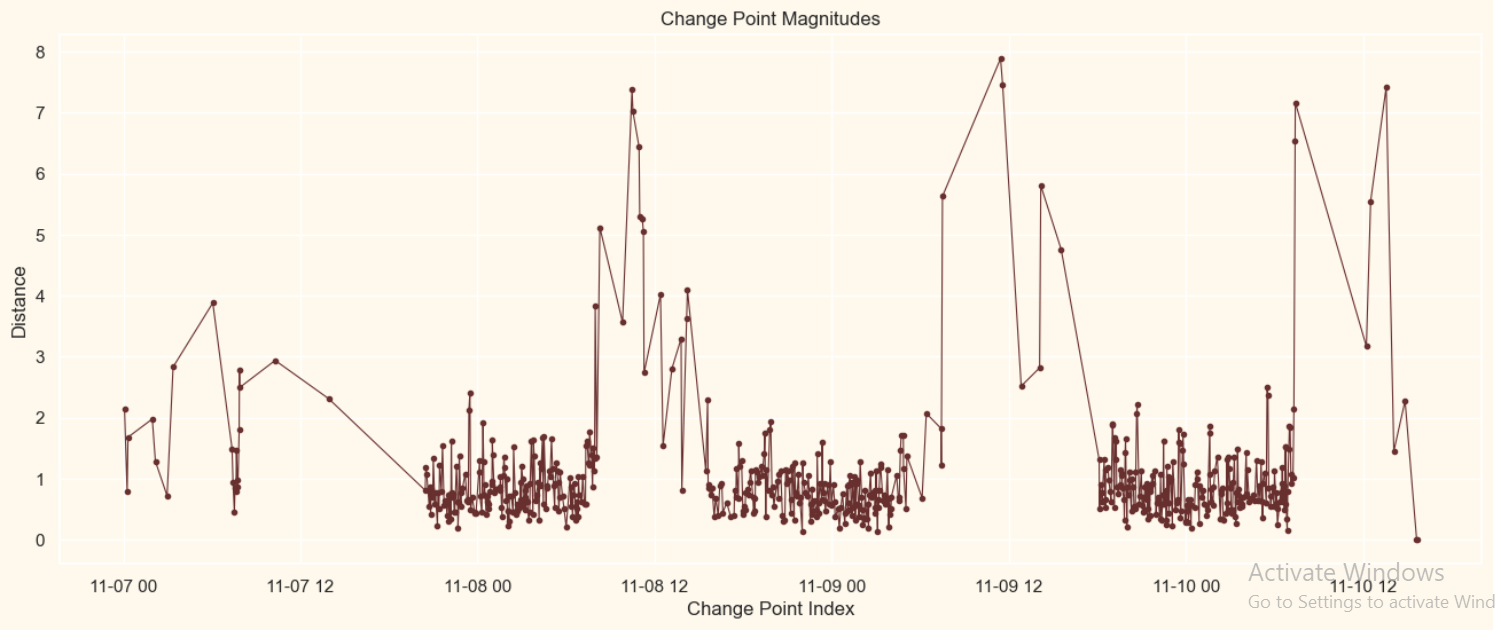 Change Point Magnitudes
8
7
6
5
4
3
2
1
0
Distance
11-07 00 11-07 12 11-08 00 11-08 12 11-09 00 11-09 12 11-10 00 11-10 12
Change Point Index
Activate Windows
Go to Settings to activate Wind